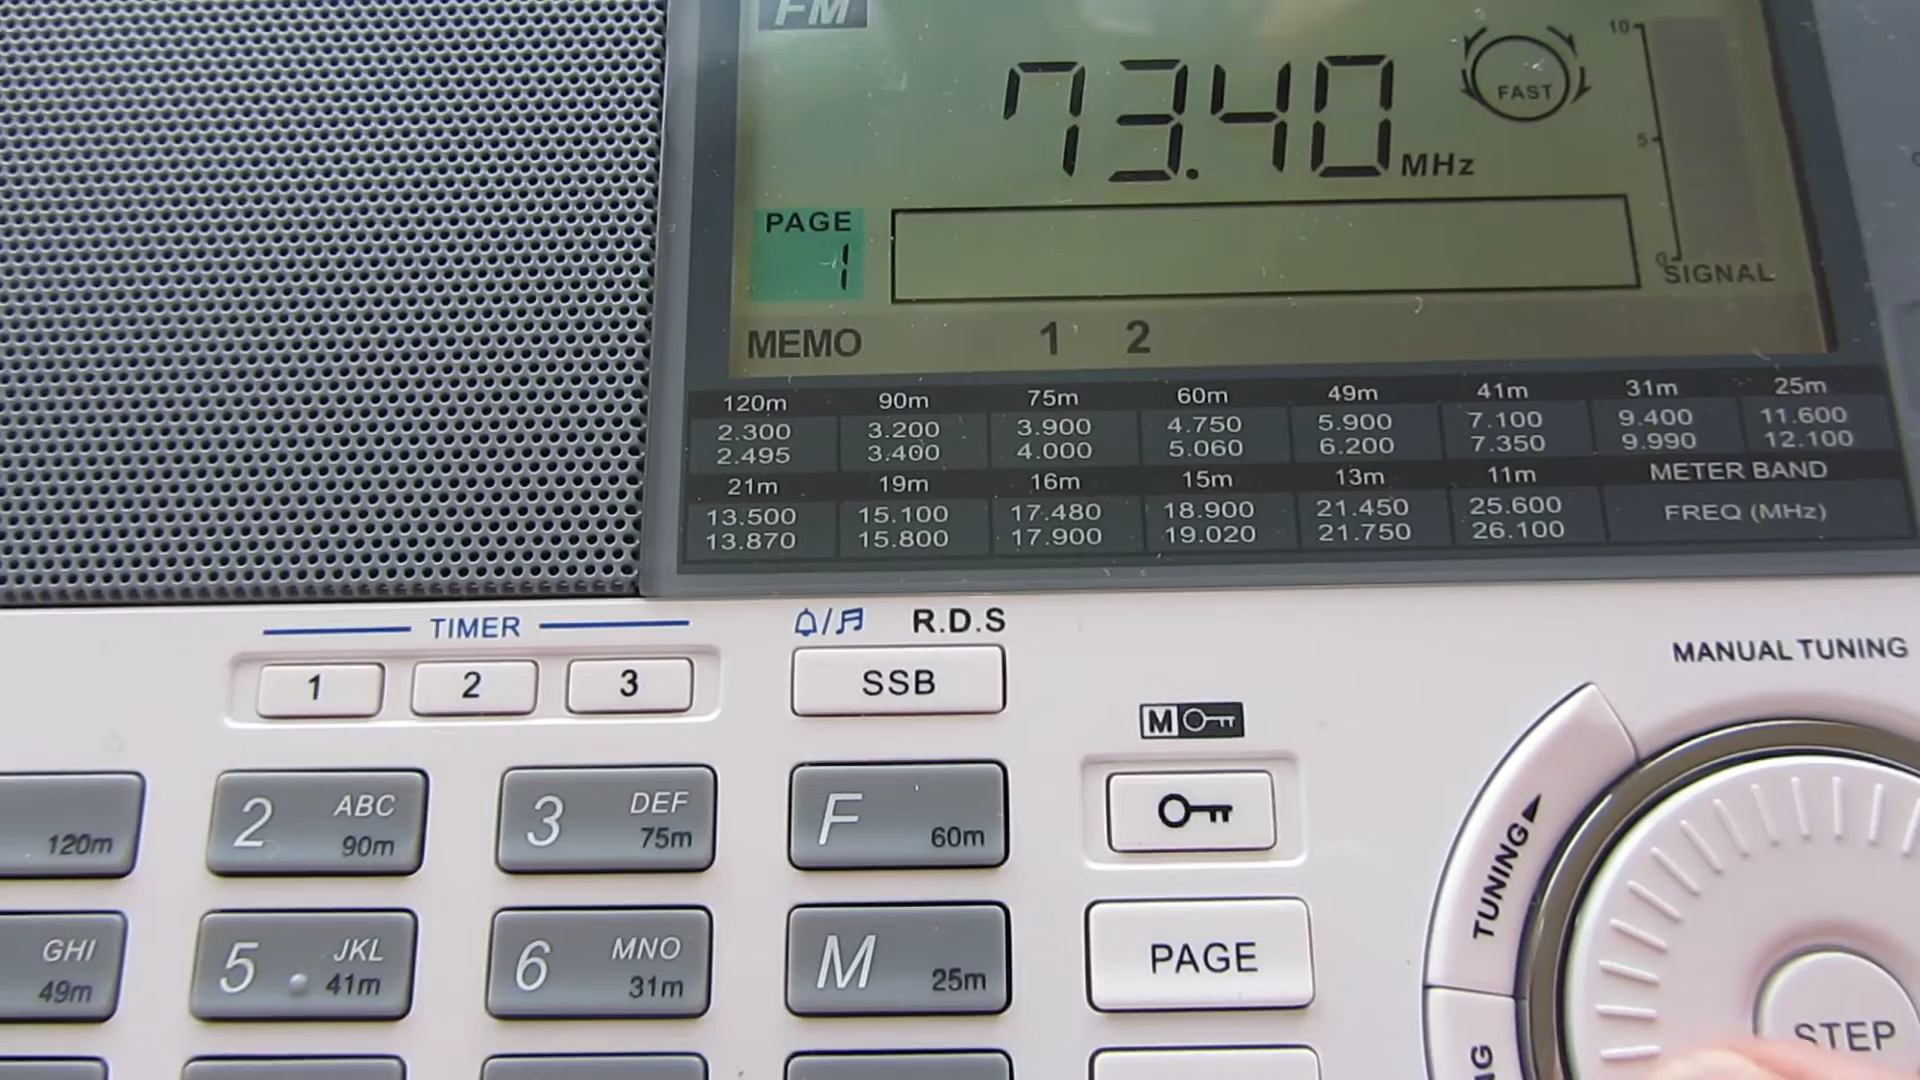 FM
73.40 MHz
FAST
10
5
0
SIGNAL
PAGE
1
MEMO 1 2
120m 90m 75m 60m 49m 41m 31m 25m
2.300 3.200 3.900 4.750 5.900 7.100 9.400 11.600
2.495 3.400 4.000 5.060 6.200 7.350 9.990 12.100
21m 19m 16m 15m 13m 11m METER BAND
13.500 15.100 17.480 18.900 21.450 25.600 FREQ (MHz)
13.870 15.800 17.900 19.020 21.750 26.100
TIMER
R.D.S
1 2 3
SSB
MANUAL TUNING
M
120m
2 ABC 90m
3 DEF 75m
F 60m
TUNING
GHI 49m
5 JKL 41m
6 MNO 31m
M 25m
PAGE
STEP